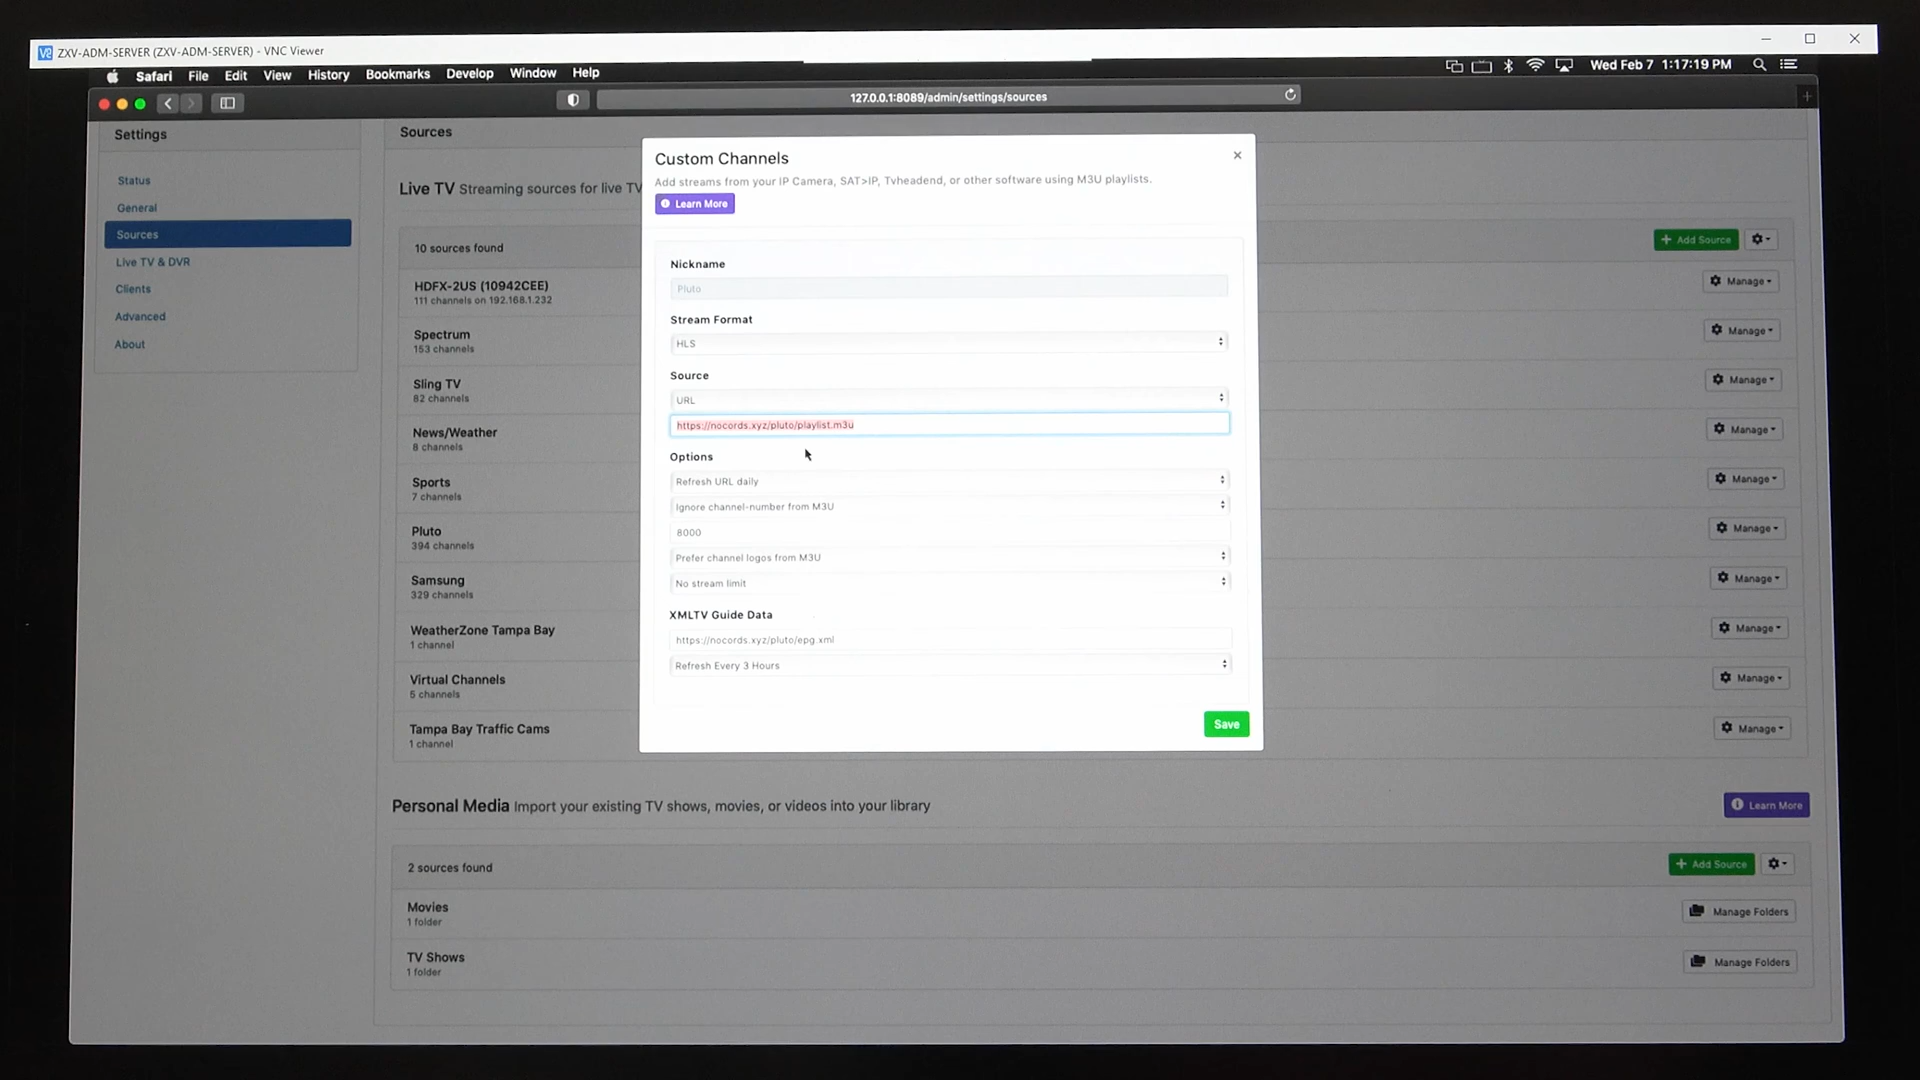 ZXV-ADM-SERVER (ZXV-ADM-SERVER) - VNC Viewer
Safari File Edit View History Bookmarks Develop Window Help
Wed Feb 7 1:17:19 PM
127.0.0.1:8089/admin/settings/sources
Settings
Status
General
Sources
Live TV & DVR
Clients
Advanced
About
Sources
Live TV Streaming sources for live TV
10 sources found
Add Source
HDFX-2US (10942CEE)
111 channels on 192.168.1.232
Manage
Spectrum
153 channels
Manage
Sling TV
82 channels
Manage
News/Weather
8 channels
Manage
Sports
7 channels
Manage
Pluto
394 channels
Manage
Samsung
329 channels
Manage
WeatherZone Tampa Bay
1 channel
Manage
Virtual Channels
5 channels
Manage
Tampa Bay Traffic Cams
1 channel
Manage
Custom Channels
Add streams from your IP Camera, SAT>IP, Tvheadend, or other software using M3U playlists.
Learn More
Nickname
Pluto
Stream Format
HLS
Source
URL
https://nocords.xyz/pluto/playlist.m3u
Options
Refresh URL daily
Ignore channel-number from M3U
8000
Prefer channel logos from M3U
No stream limit
XMLTV Guide Data
https://nocords.xyz/pluto/epg.xml
Refresh Every 3 Hours
Save
Personal Media Import your existing TV shows, movies, or videos into your library
Learn More
2 sources found
Add Source
Movies
1 folder
Manage Folders
TV Shows
1 folder
Manage Folders